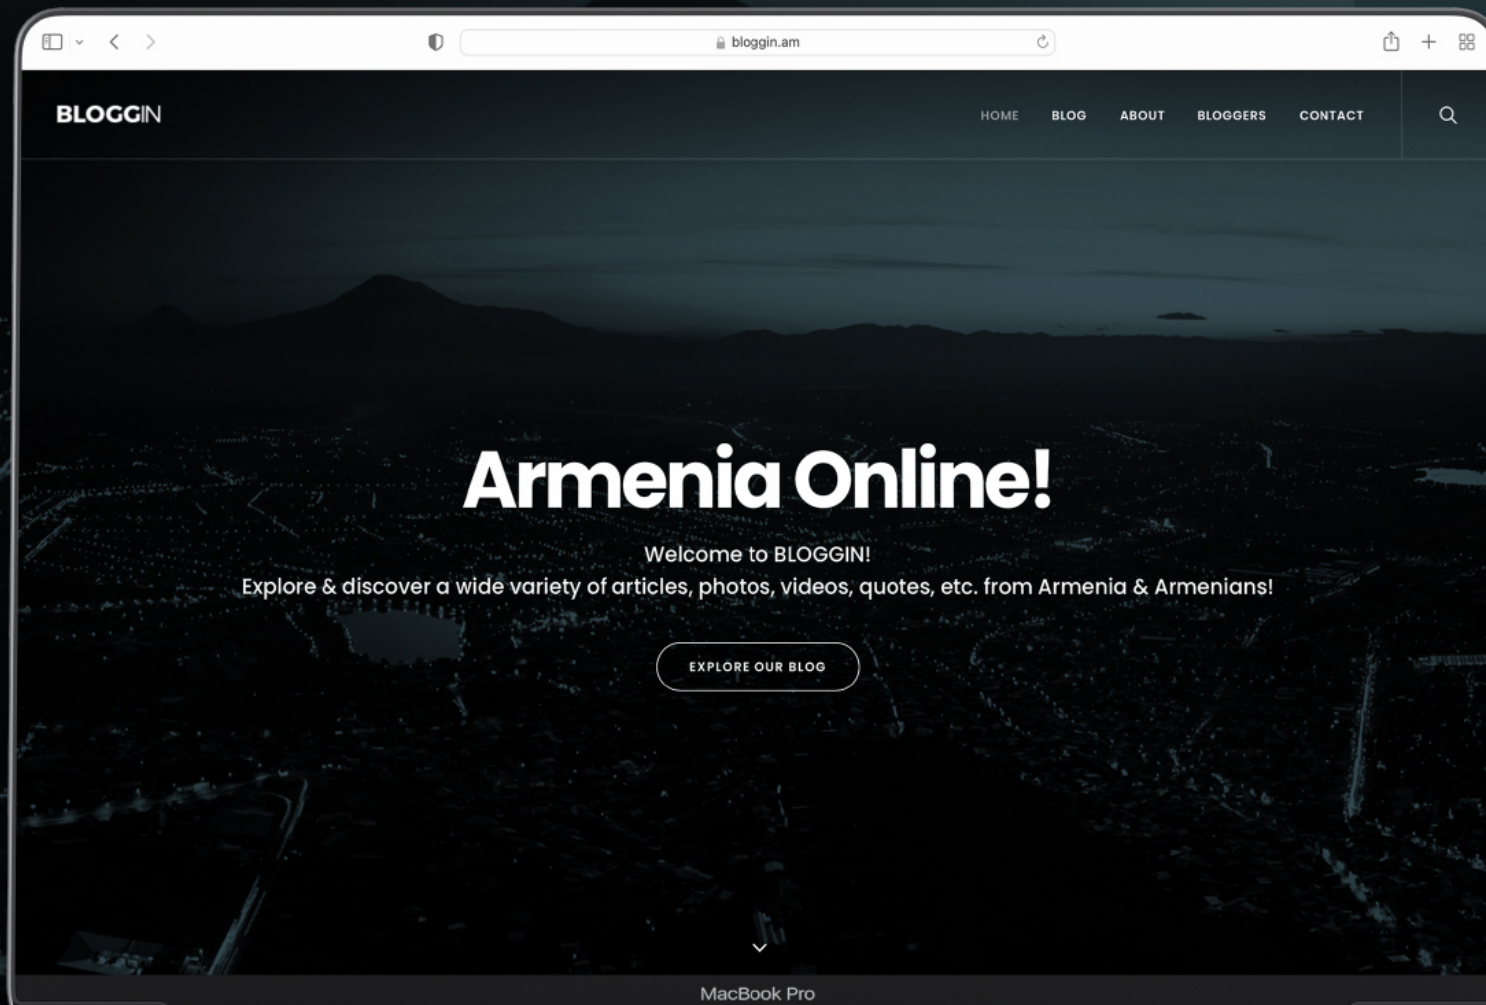 bloggin.am
BLOGGIN
HOME BLOG ABOUT BLOGGERS CONTACT
Armenia Online!
Welcome to BLOGGIN!
Explore & discover a wide variety of articles, photos, videos, quotes, etc. from Armenia & Armenians!
EXPLORE OUR BLOG
MacBook Pro